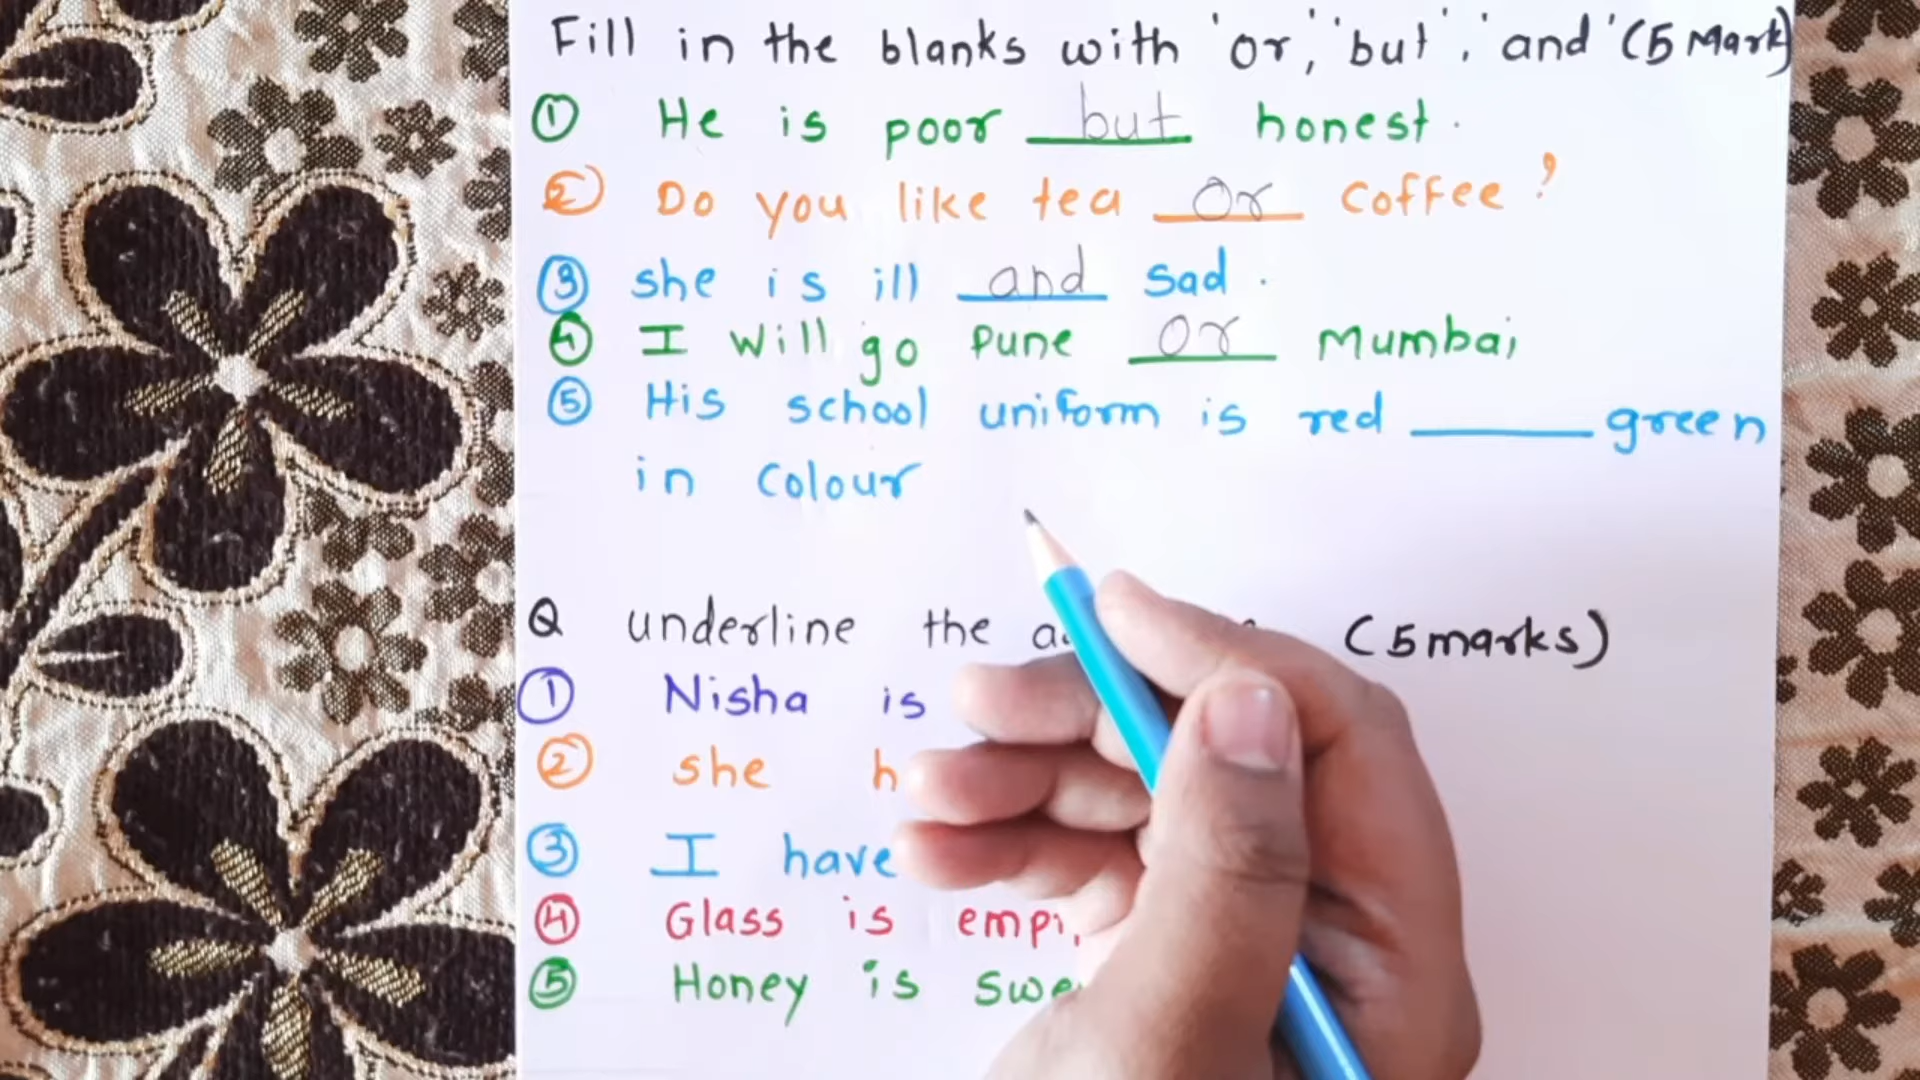 Fill in the blanks with 'or', 'but', 'and' (5 Mark)
① He is poor but honest.
② Do you like tea or coffee?
③ she is ill and sad.
④ I will go Pune or Mumbai
⑤ His school uniform is red ______ green
in colour
Q underline the (5 marks)
① Nisha is
② she
③ I have
④ Glass is
⑤ Honey is